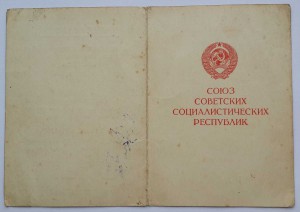 СОЮЗ
СОВЕТСКИХ
СОЦИАЛИСТИЧЕСКИХ
РЕСПУБЛИК